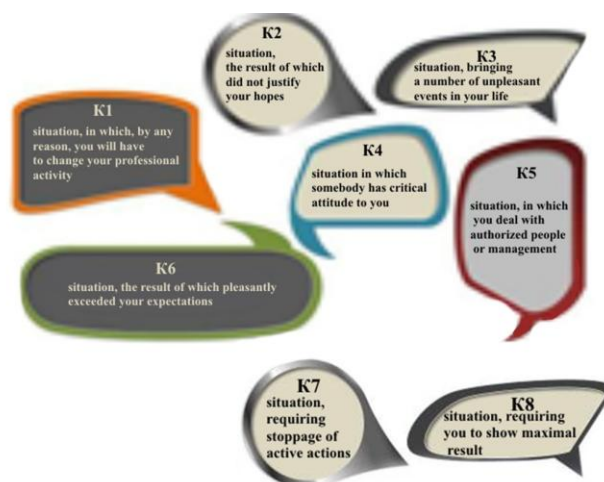 K2
situation,
the result of which
did not justify
your hopes
K3
situation, bringing
a number of unpleasant
events in your life
K1
situation, in which, by any
reason, you will have
to change your professional
activity
K4
situation in which
somebody has critical
attitude to you
K5
situation, in which
you deal with
authorized people
or management
K6
situation, the result of which pleasantly
exceeded your expectations
K7
situation,
requiring
stoppage of
active actions
K8
situation, requiring
you to show maximal
result